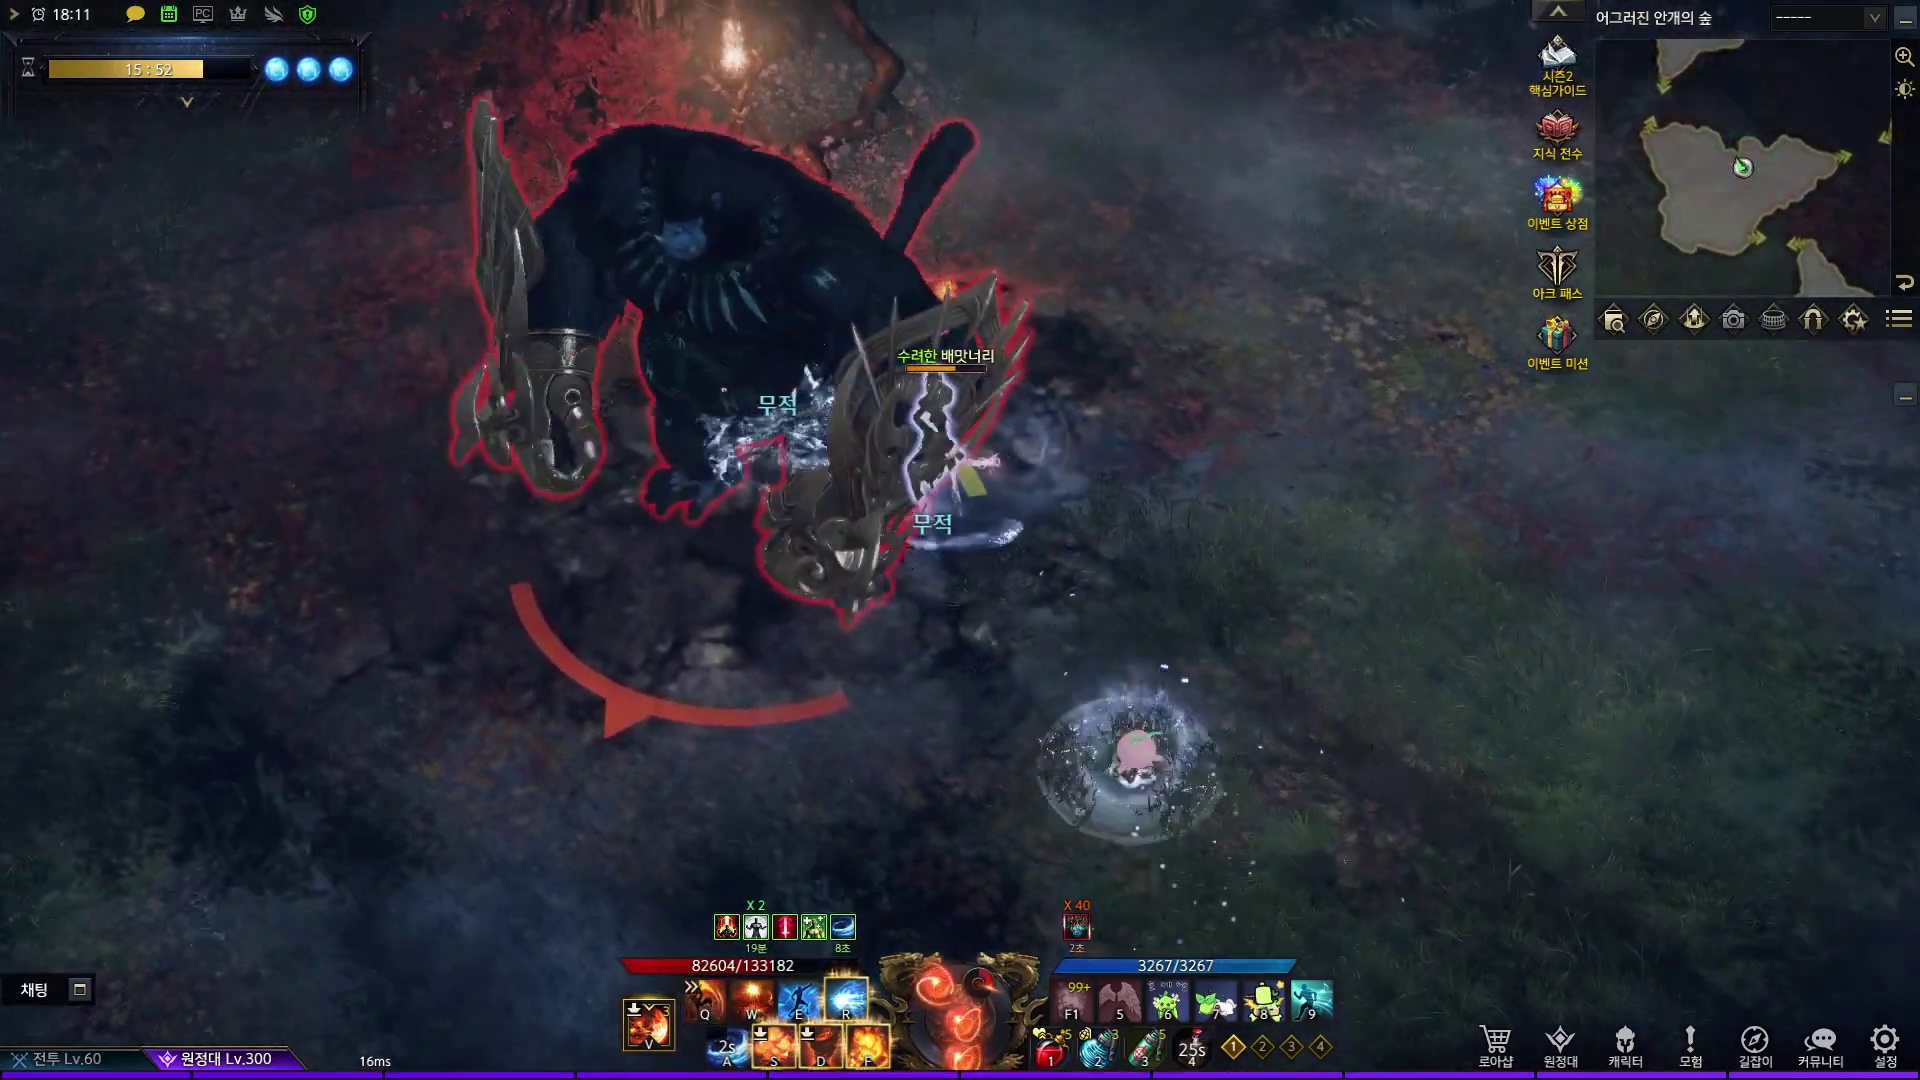 18:11
PC
15 : 52
어그러진 안개의 숲
-----
시즌2
핵심가이드
지식 전수
이벤트 상점
아크 패스
이벤트 미션
수려한 배맛너리
무적
무적
X 2
19분
8초
X 40
2초
82604/133182
3267/3267
3
V
Q
W
E
R
2s
A
S
D
F
99+
F1
5
6
7
8
9
5
1
3
2
5
3
25s
4
1
2
3
4
채팅
전투 Lv.60
원정대 Lv.300
16ms
로아샵
원정대
캐릭터
모험
길잡이
커뮤니티
설정